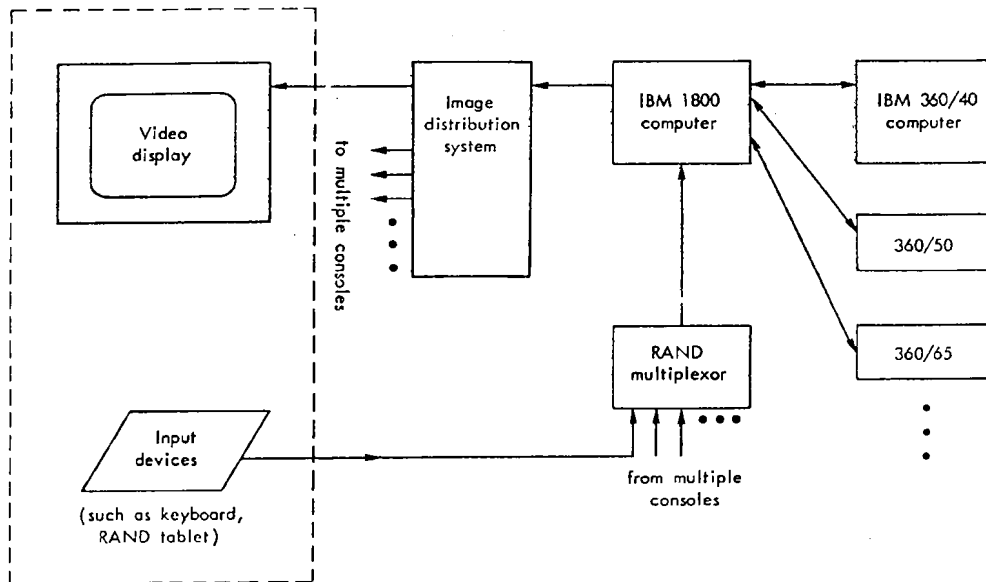 Video
display
Image
distribution
system
IBM 1800
computer
IBM 360/40
computer
to multiple consoles
360/50
360/65
RAND
multiplexor
Input
devices
(such as keyboard,
RAND tablet)
from multiple
consoles